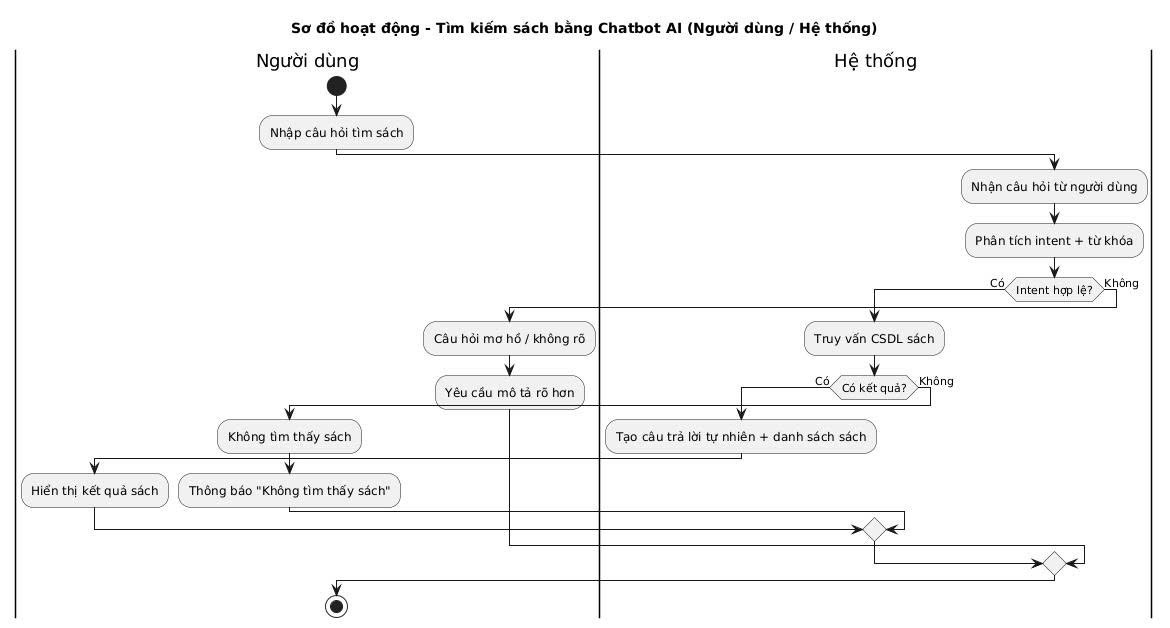 Sơ đồ hoạt động - Tìm kiếm sách bằng Chatbot AI (Người dùng / Hệ thống)
Người dùng
Hệ thống
Nhập câu hỏi tìm sách
Nhận câu hỏi từ người dùng
Phân tích intent + từ khóa
Có
Intent hợp lệ?
Không
Câu hỏi mơ hồ / không rõ
Truy vấn CSDL sách
Yêu cầu mô tả rõ hơn
Có
Có kết quả?
Không
Không tìm thấy sách
Tạo câu trả lời tự nhiên + danh sách sách
Hiển thị kết quả sách
Thông báo "Không tìm thấy sách"